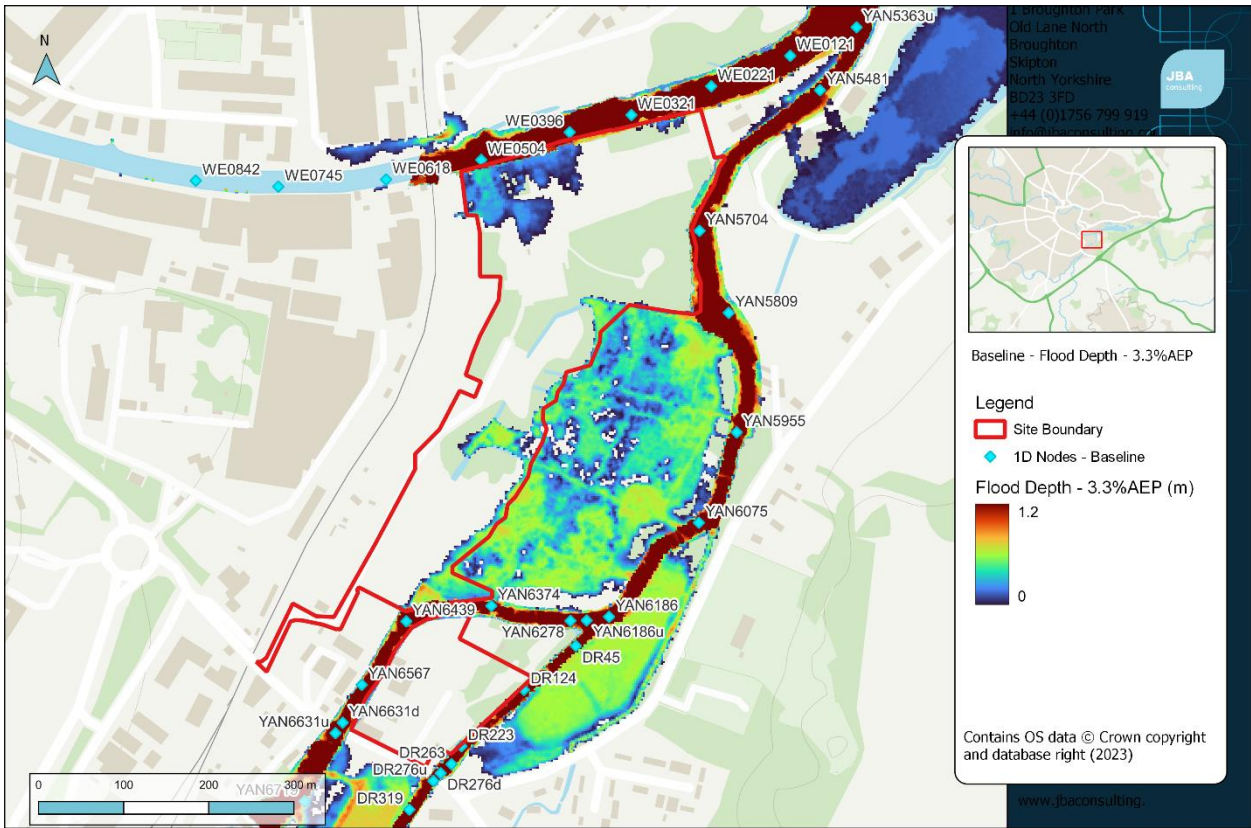 N
YAN5363u
WE0121
WE0221
YAN5481
WE0321
WE0396
WE0504
WE0618
WE0842
WE0745
YAN5704
YAN5809
YAN5955
YAN6075
YAN6374
YAN6186
YAN6439
YAN6278
YAN6186u
DR45
YAN6567
DR124
YAN6631u
YAN6631d
DR223
DR263
DR276u
DR276d
DR319
0 100 200 300 m
1 Broughton Park
Old Lane North
Broughton
Skipton
North Yorkshire
BD23 3FD
+44 (0)1756 799 919
JBA
consulting
Baseline - Flood Depth - 3.3%AEP
Legend
Site Boundary
1D Nodes - Baseline
Flood Depth - 3.3%AEP (m)
1.2
0
Contains OS data © Crown copyright
and database right (2023)
www.jbaconsulting.